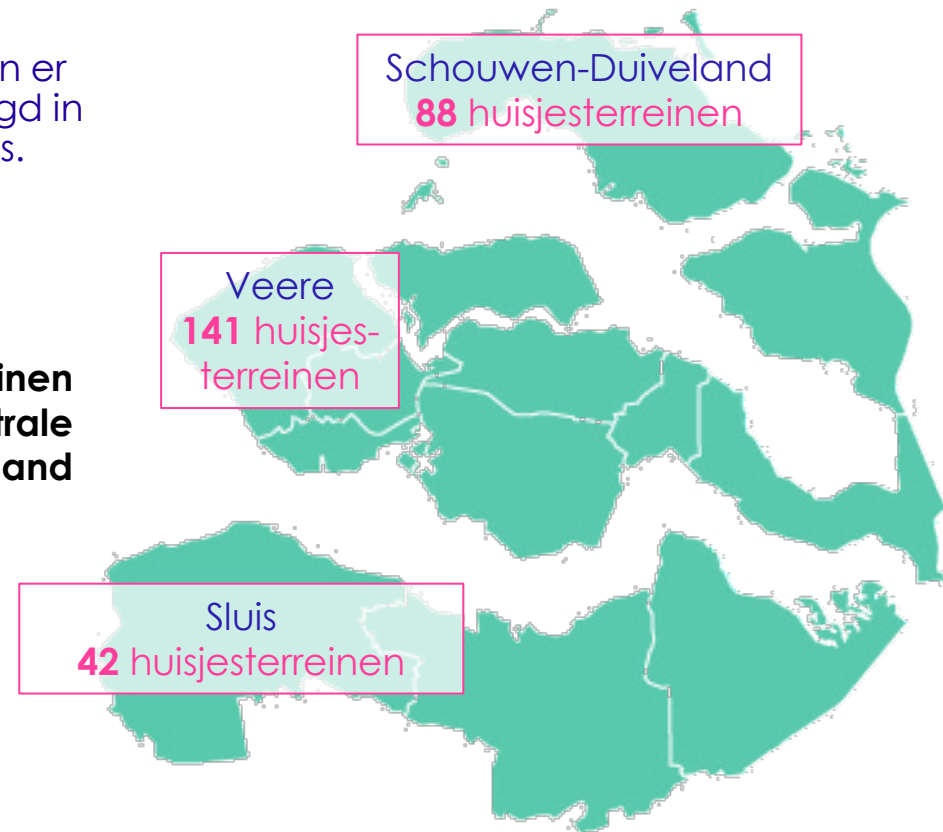 n er
gd in
s.
Schouwen-Duiveland
88 huisjesterreinen
Veere
141 huisjes-
terreinen
inen
trale
and
Sluis
42 huisjesterreinen